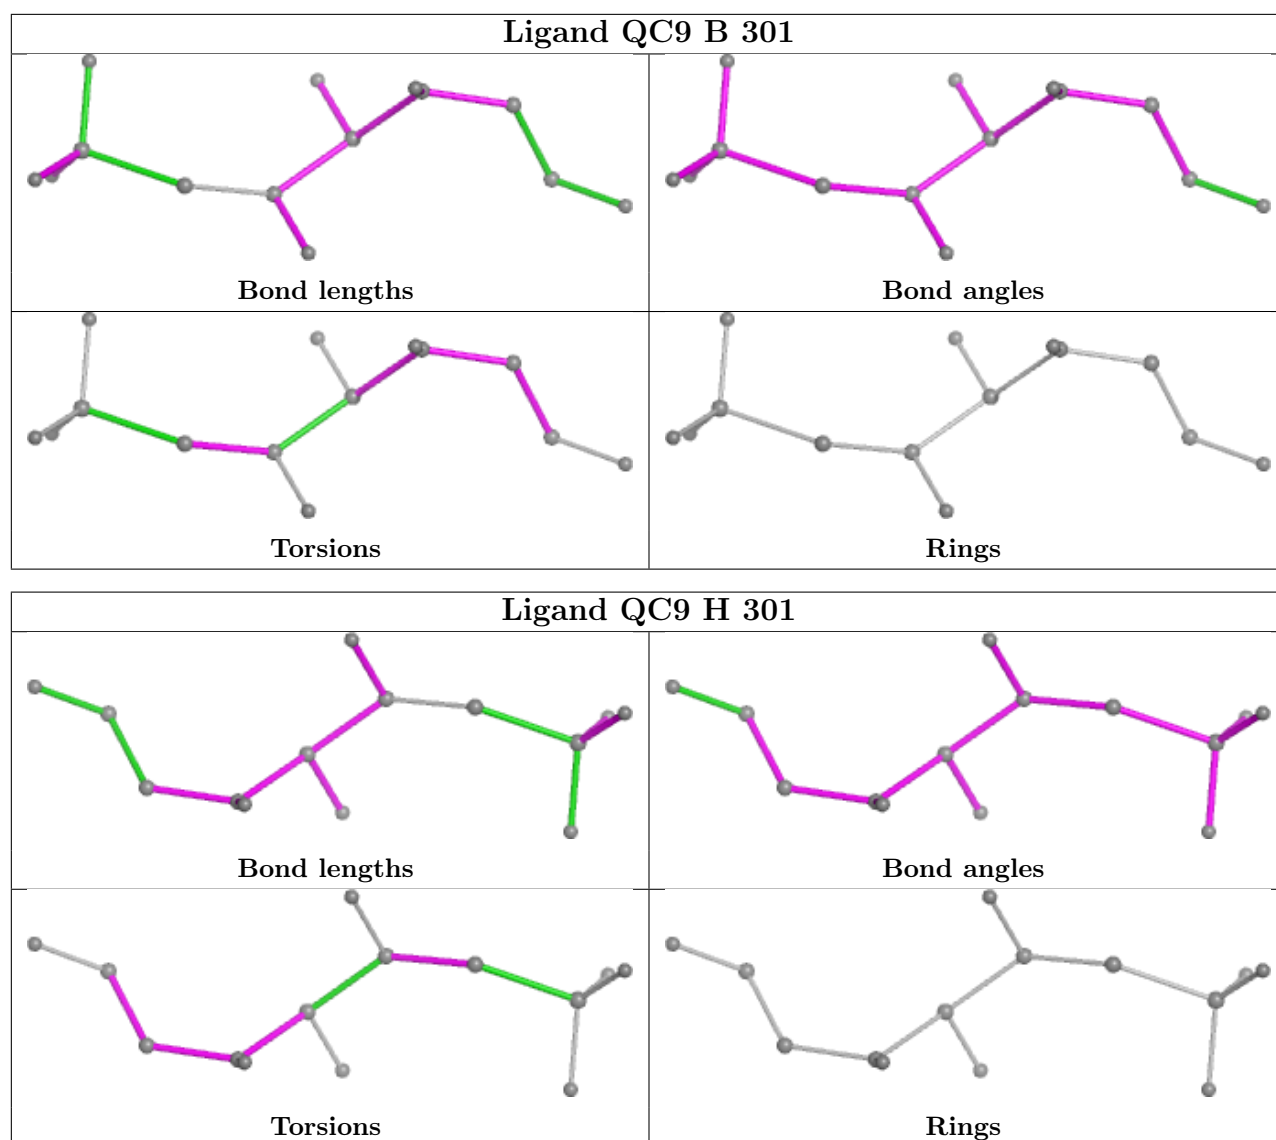 Ligand QC9 B 301
Bond lengths
Bond angles
Torsions
Rings
Ligand QC9 H 301
Bond lengths
Bond angles
Torsions
Rings